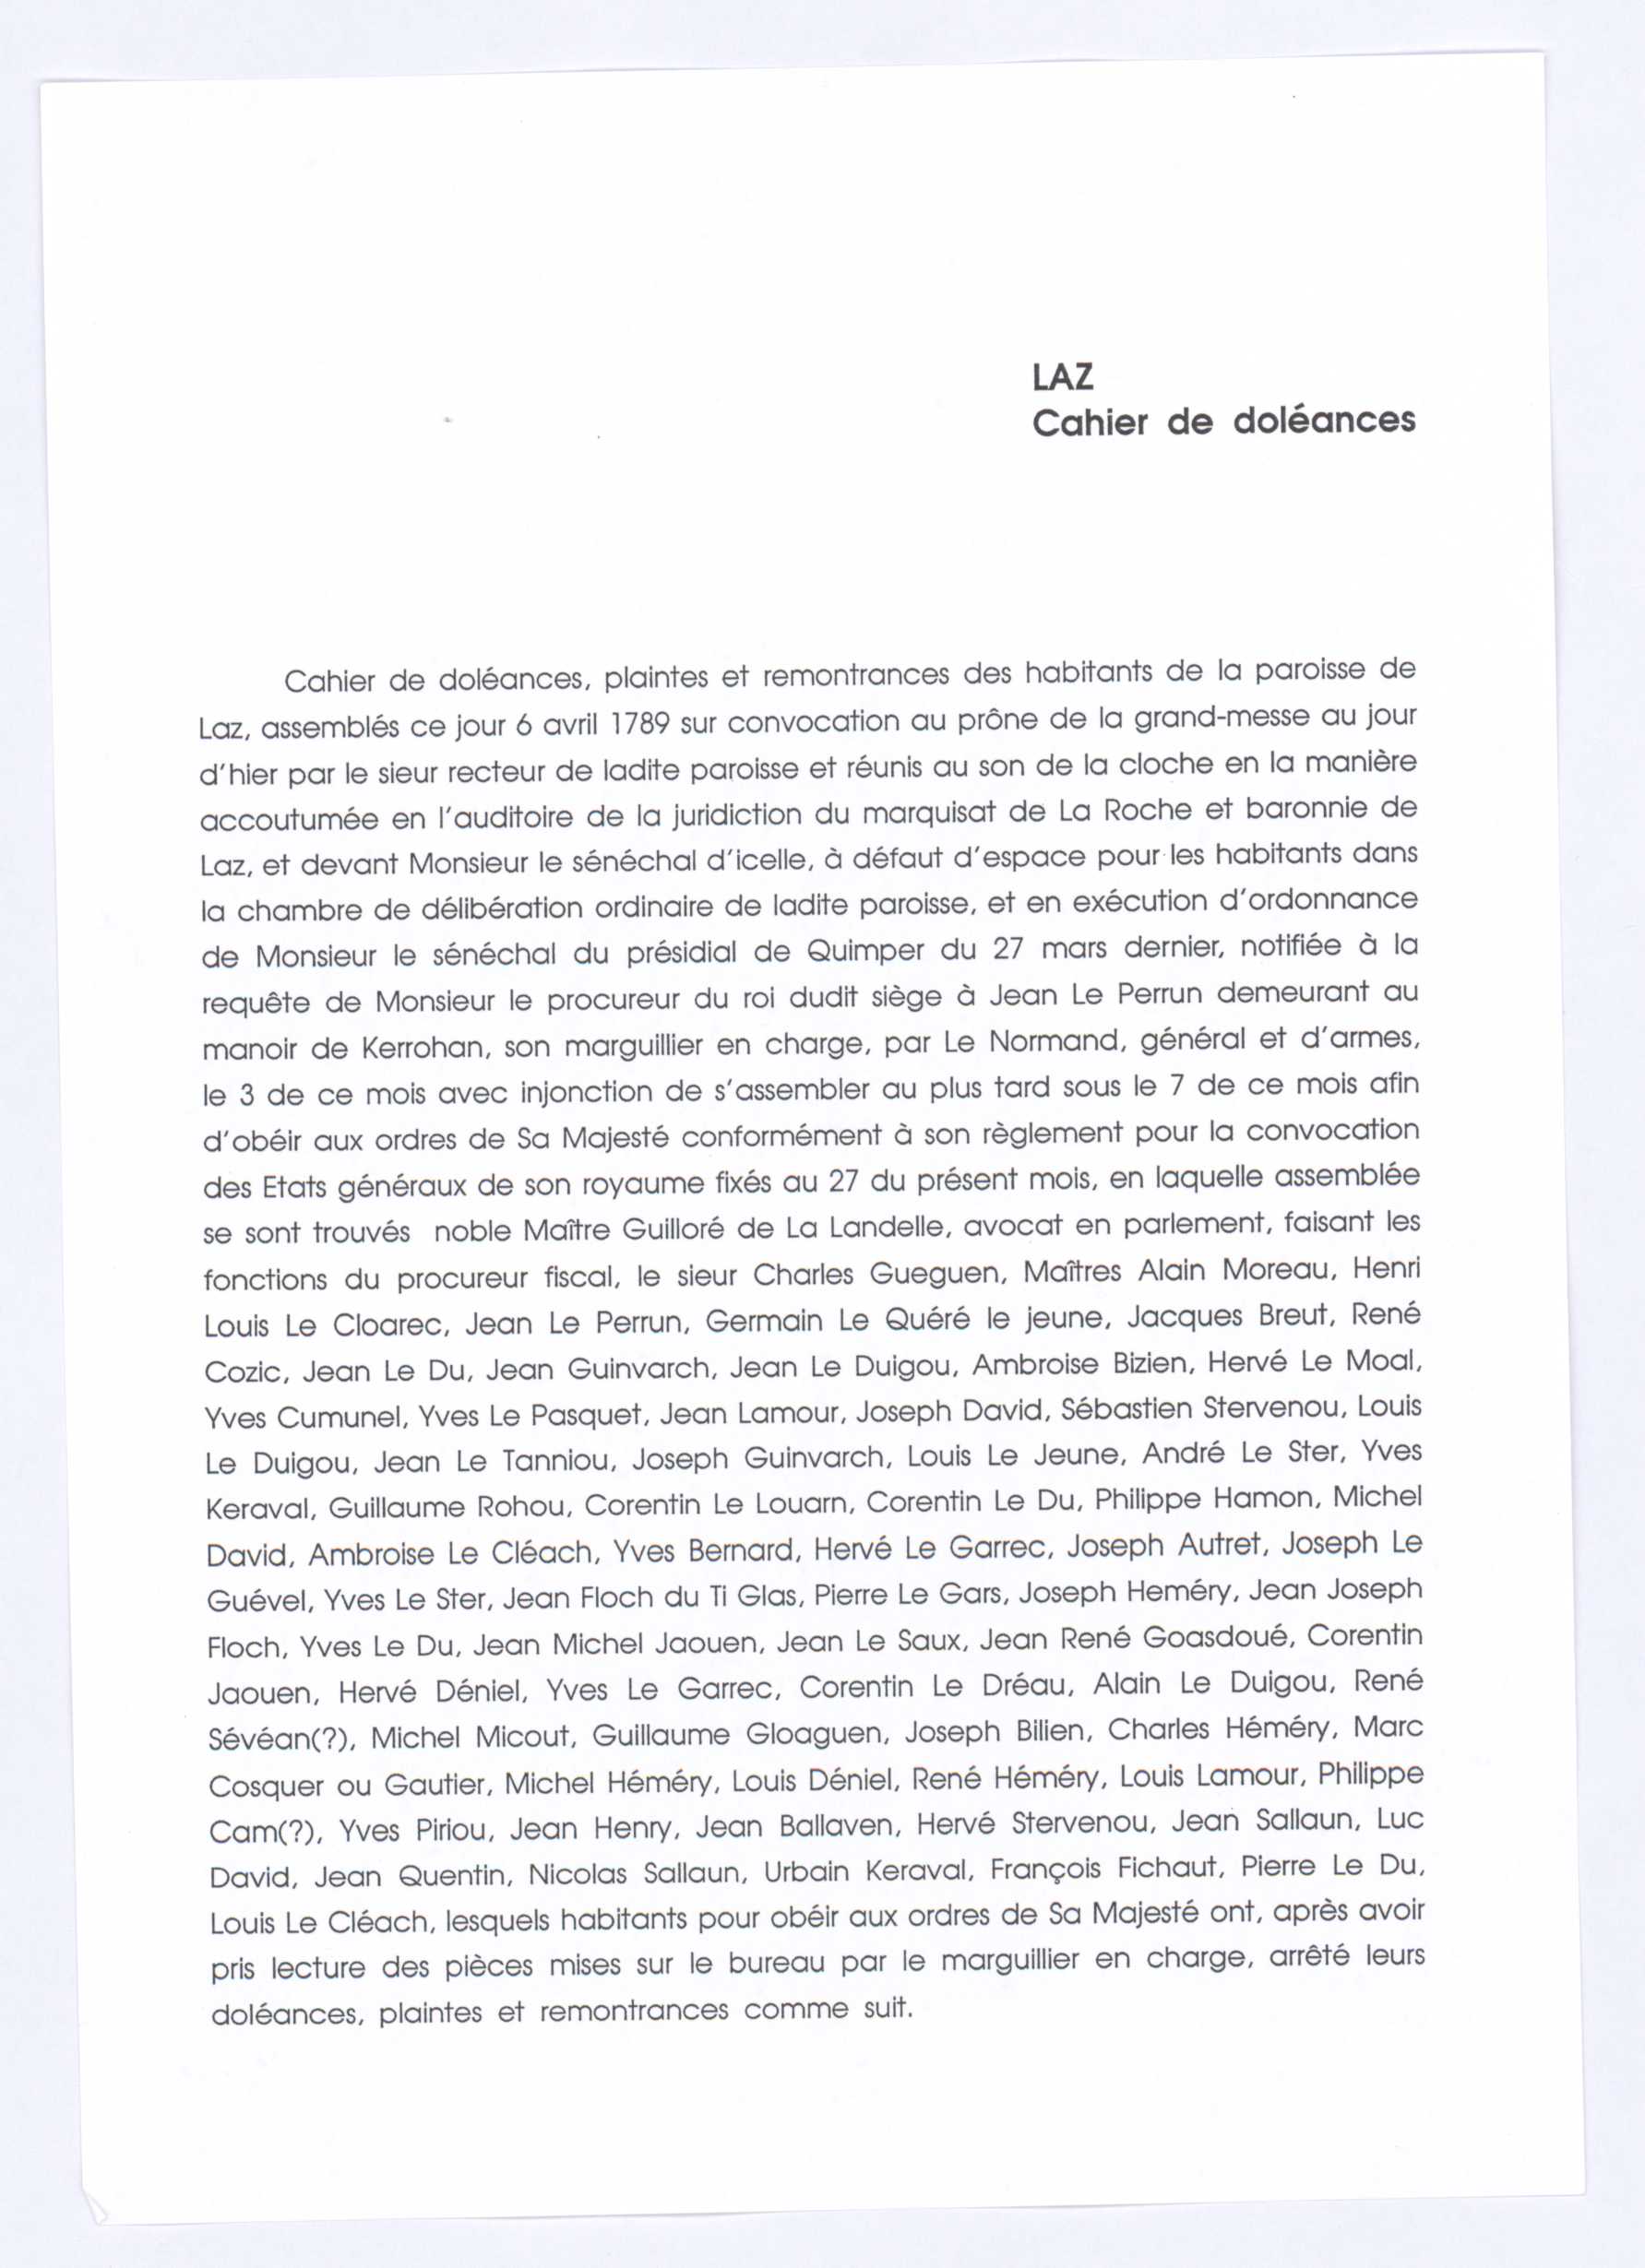 LAZ
Cahier de doléances
Cahier de doléances, plaintes et remontrances des habitants de la paroisse de
Laz, assemblés ce jour 6 avril 1789 sur convocation au prône de la grand-messe au jour
d'hier par le sieur recteur de ladite paroisse et réunis au son de la cloche en la manière
accoutumée en l'auditoire de la juridiction du marquisat de La Roche et baronnie de
Laz, et devant Monsieur le sénéchal d'icelle, à défaut d'espace pour les habitants dans
la chambre de délibération ordinaire de ladite paroisse, et en exécution d'ordonnance
de Monsieur le sénéchal du présidial de Quimper du 27 mars dernier, notifiée à la
requête de Monsieur le procureur du roi dudit siège à Jean Le Perrun demeurant au
manoir de Kerrohan, son marguillier en charge, par Le Normand, général et d'armes,
le 3 de ce mois avec injonction de s'assembler au plus tard sous le 7 de ce mois afin
d'obéir aux ordres de Sa Majesté conformément à son règlement pour la convocation
des Etats généraux de son royaume fixés au 27 du présent mois, en laquelle assemblée
se sont trouvés noble Maître Guilloré de La Landelle, avocat en parlement, faisant les
fonctions du procureur fiscal, le sieur Charles Gueguen, Maîtres Alain Moreau, Henri
Louis Le Cloarec, Jean Le Perrun, Germain Le Quéré le jeune, Jacques Breut, René
Cozic, Jean Le Du, Jean Guinvarch, Jean Le Duigou, Ambroise Bizien, Hervé Le Moal,
Yves Cumunel, Yves Le Pasquet, Jean Lamour, Joseph David, Sébastien Stervenou, Louis
Le Duigou, Jean Le Tanniou, Joseph Guinvarch, Louis Le Jeune, André Le Ster, Yves
Keraval, Guillaume Rohou, Corentin Le Louarn, Corentin Le Du, Philippe Hamon, Michel
David, Ambroise Le Cléach, Yves Bernard, Hervé Le Garrec, Joseph Autret, Joseph Le
Guével, Yves Le Ster, Jean Floch du Ti Glas, Pierre Le Gars, Joseph Heméry, Jean Joseph
Floch, Yves Le Du, Jean Michel Jaouen, Jean Le Saux, Jean René Goasdoué, Corentin
Jaouen, Hervé Déniel, Yves Le Garrec, Corentin Le Dréau, Alain Le Duigou, René
Sévéan(?), Michel Micout, Guillaume Gloaguen, Joseph Bilien, Charles Héméry, Marc
Cosquer ou Gautier, Michel Héméry, Louis Déniel, René Héméry, Louis Lamour, Philippe
Cam(?), Yves Piriou, Jean Henry, Jean Ballaven, Hervé Stervenou, Jean Sallaun, Luc
David, Jean Quentin, Nicolas Sallaun, Urbain Keraval, François Fichaut, Pierre Le Du,
Louis Le Cléach, lesquels habitants pour obéir aux ordres de Sa Majesté ont, après avoir
pris lecture des pièces mises sur le bureau par le marguillier en charge, arrêté leurs
doléances, plaintes et remontrances comme suit.